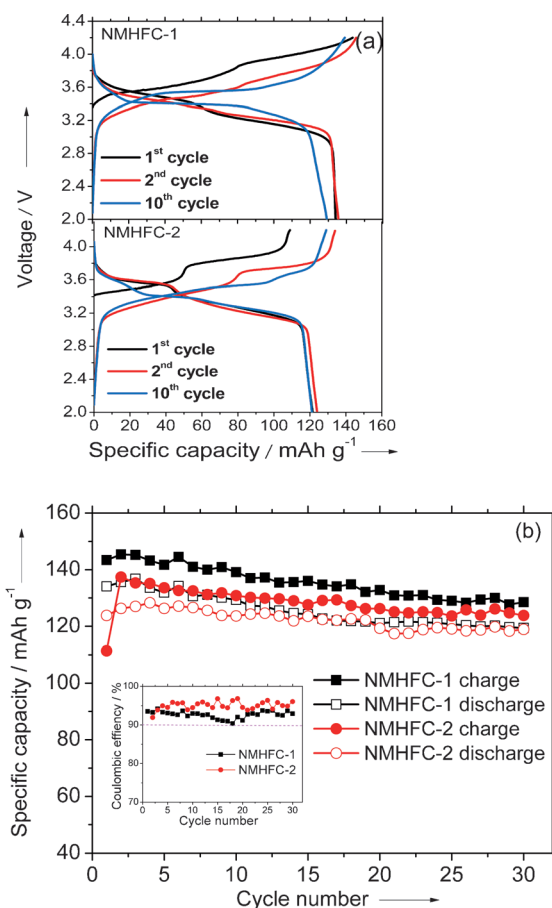 NMHFC-1
(a)
4.2
4.0
3.6
3.2
2.8
2.4
2.0
1st cycle
2nd cycle
10th cycle
Voltage / V
NMHFC-2
4.0
3.6
3.2
2.8
2.4
2.0
1st cycle
2nd cycle
10th cycle
0 20 40 60 80 100 120 140 160
Specific capacity / mAh g-1
(b)
160
140
120
100
80
60
40
Specific capacity / mAh g-1
NMHFC-1 charge
NMHFC-1 discharge
NMHFC-2 charge
NMHFC-2 discharge
Coulombic effiency / %
100
90
80
70
NMHFC-1
NMHFC-2
0 5 10 15 20 25 30
Cycle number
0 5 10 15 20 25 30
Cycle number